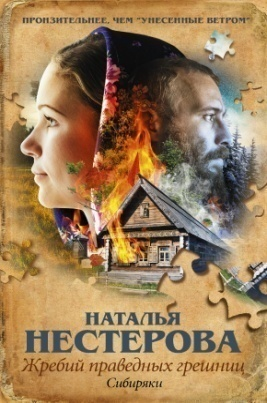 ПРОНЗИТЕЛЬНЕЕ, ЧЕМ "УНЕСЕННЫЕ ВЕТРОМ"
НАТАЛЬЯ
НЕСТЕРОВА
Жребий праведных грешниц
Сибиряки